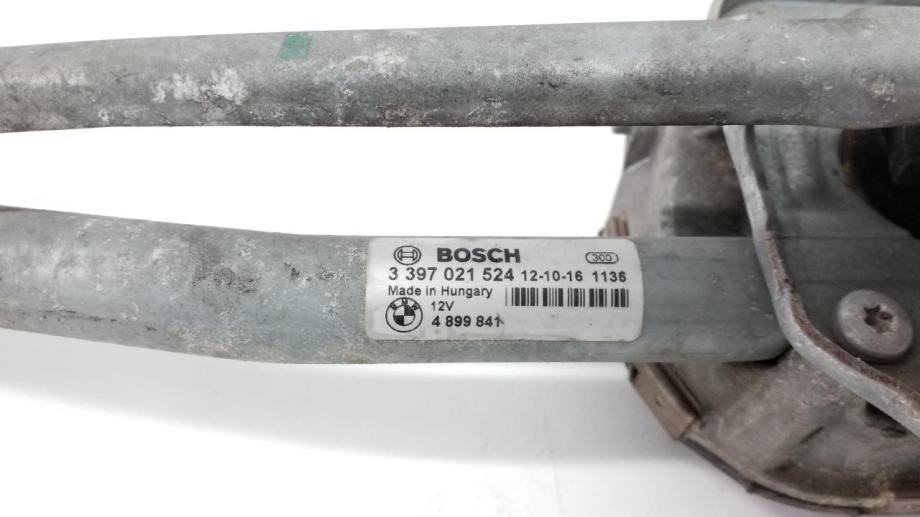 BOSCH 300
3 397 021 524 12-10-16 1136
Made in Hungary
12V
4 899 841